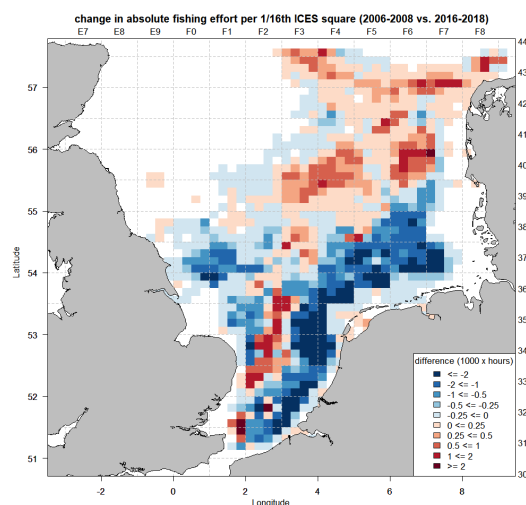 change in absolute fishing effort per 1/16th ICES square (2006-2008 vs. 2016-2018)
E7 E8 E9 F0 F1 F2 F3 F4 F5 F6 F7 F8
57
56
55
54
53
52
51
Latitude
44
43
42
41
40
39
38
37
36
35
34
33
32
31
30
difference (1000 x hours)
<= -2
-2 <= -1
-1 <= -0.5
-0.5 <= -0.25
-0.25 <= 0
0 <= 0.25
0.25 <= 0.5
0.5 <= 1
1 <= 2
>= 2
-2 0 2 4 6 8
Longitude